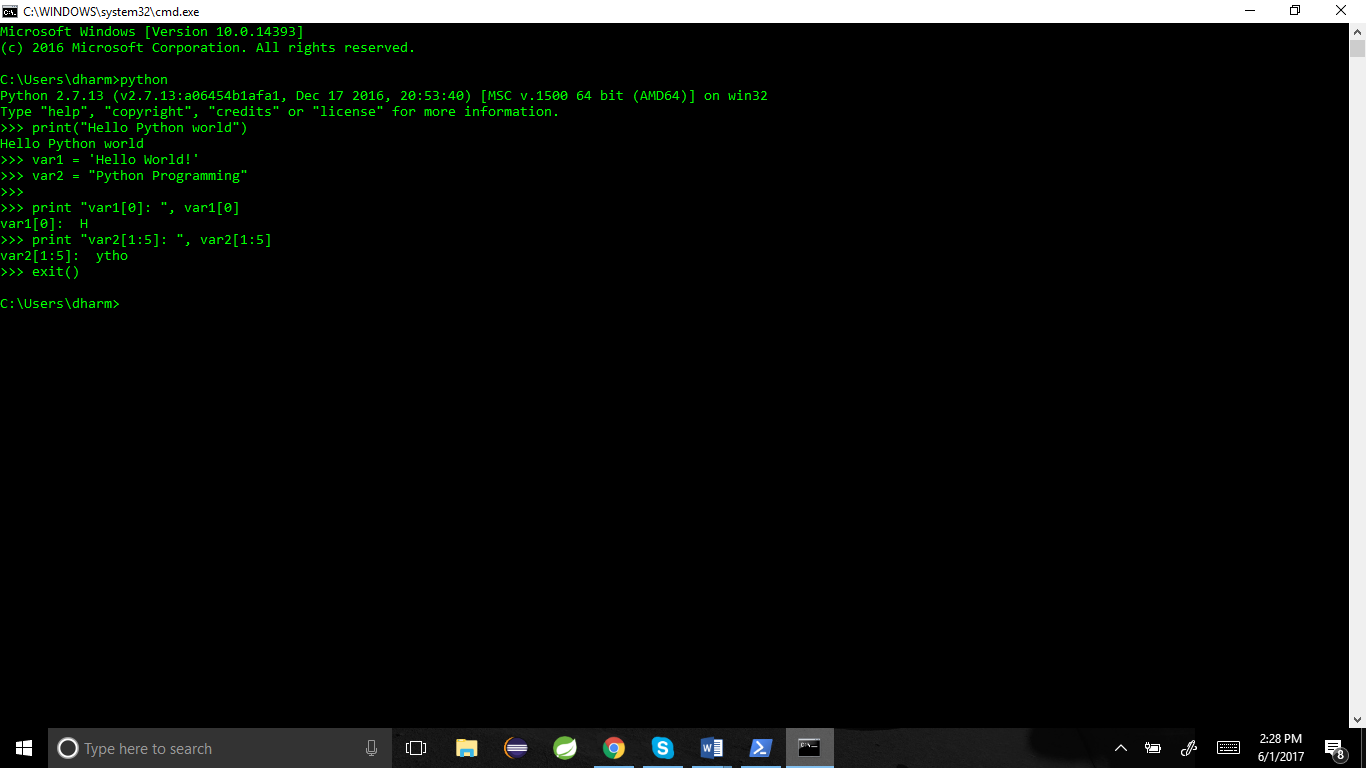 C:\WINDOWS\system32\cmd.exe
Microsoft Windows [Version 10.0.14393]
(c) 2016 Microsoft Corporation. All rights reserved.
C:\Users\dharm>python
Python 2.7.13 (v2.7.13:a06454b1afa1, Dec 17 2016, 20:53:40) [MSC v.1500 64 bit (AMD64)] on win32
Type "help", "copyright", "credits" or "license" for more information.
>>> print("Hello Python world")
Hello Python world
>>> var1 = 'Hello World!'
>>> var2 = "Python Programming"
>>>
>>> print "var1[0]: ", var1[0]
var1[0]:  H
>>> print "var2[1:5]: ", var2[1:5]
var2[1:5]:  ytho
>>> exit()
C:\Users\dharm>
Type here to search
2:28 PM
6/1/2017
8